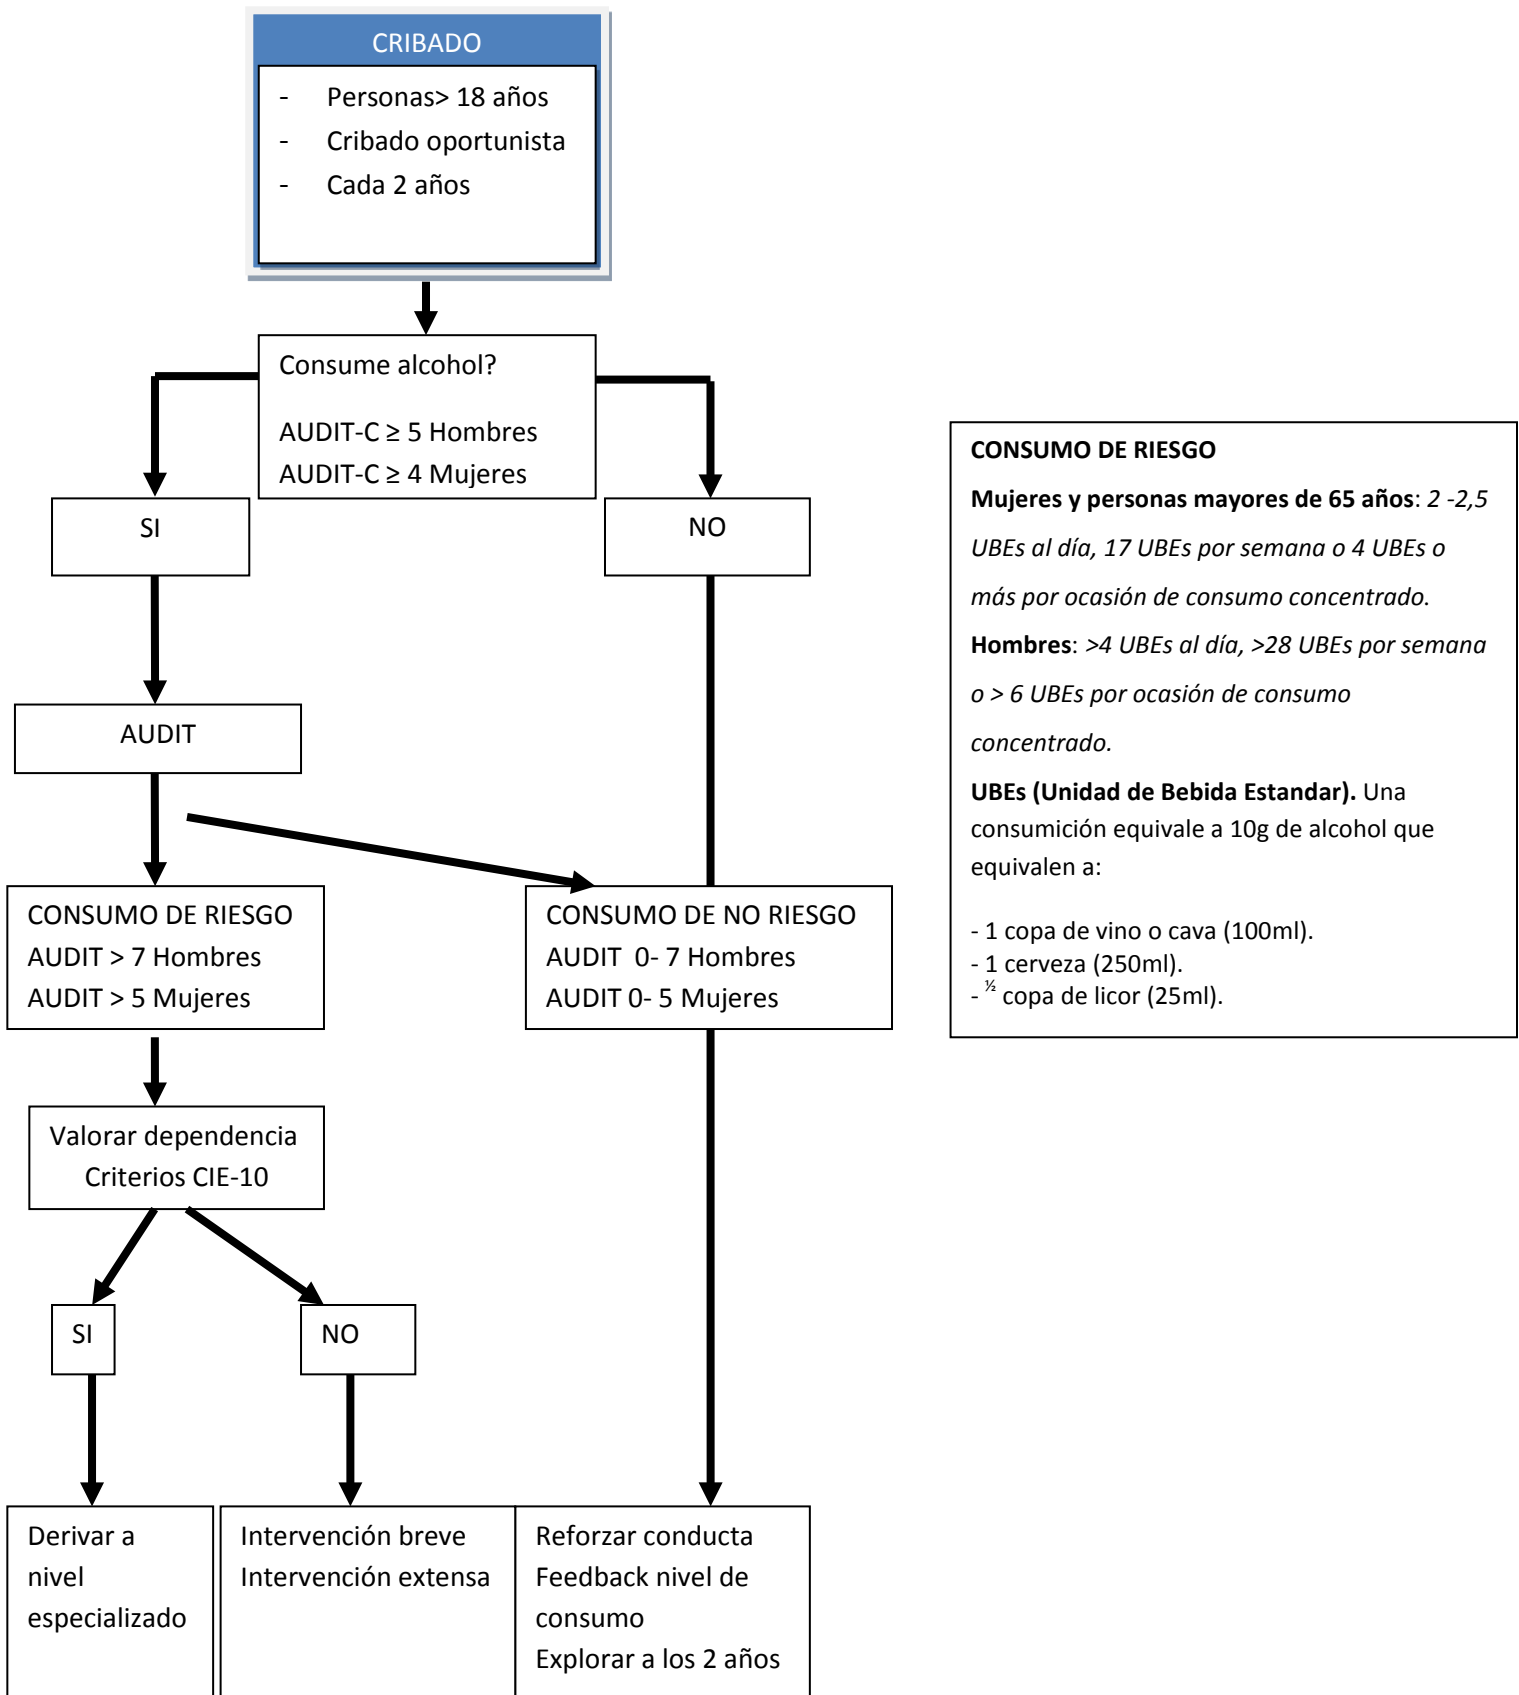 CRIBADO
- Personas> 18 años
- Cribado oportunista
- Cada 2 años
Consume alcohol?
AUDIT-C ≥ 5 Hombres
AUDIT-C ≥ 4 Mujeres
SI
NO
AUDIT
CONSUMO DE RIESGO
AUDIT > 7 Hombres
AUDIT > 5 Mujeres
CONSUMO DE NO RIESGO
AUDIT 0- 7 Hombres
AUDIT 0- 5 Mujeres
Valorar dependencia
Criterios CIE-10
SI
NO
Derivar a
nivel
especializado
Intervención breve
Intervención extensa
Reforzar conducta
Feedback nivel de
consumo
Explorar a los 2 años
CONSUMO DE RIESGO
Mujeres y personas mayores de 65 años: 2 -2,5
UBEs al día, 17 UBEs por semana o 4 UBEs o
más por ocasión de consumo concentrado.
Hombres: >4 UBEs al día, >28 UBEs por semana
o > 6 UBEs por ocasión de consumo
concentrado.
UBEs (Unidad de Bebida Estandar). Una
consumición equivale a 10g de alcohol que
equivalen a:
- 1 copa de vino o cava (100ml).
- 1 cerveza (250ml).
- ½ copa de licor (25ml).